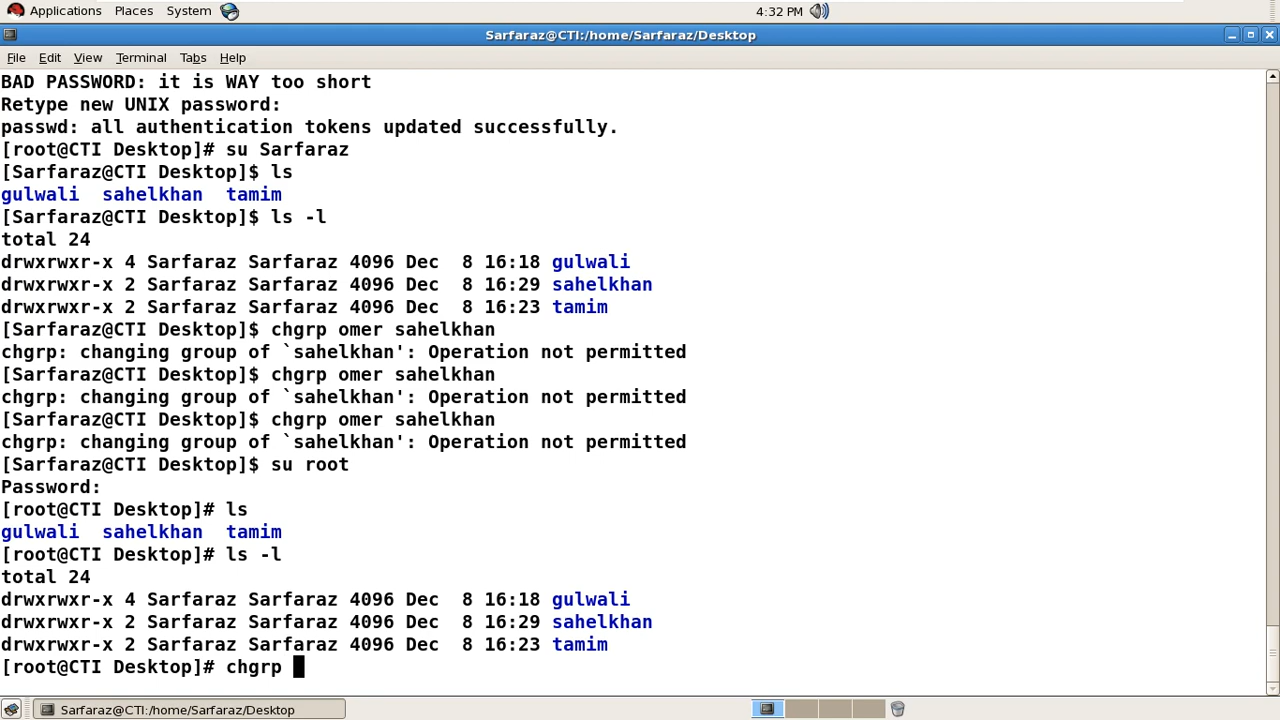 Applications Places System 4:32 PM
Sarfaraz@CTI:/home/Sarfaraz/Desktop
File Edit View Terminal Tabs Help
BAD PASSWORD: it is WAY too short
Retype new UNIX password:
passwd: all authentication tokens updated successfully.
[root@CTI Desktop]# su Sarfaraz
[Sarfaraz@CTI Desktop]$ ls
gulwali  sahelkhan  tamim
[Sarfaraz@CTI Desktop]$ ls -l
total 24
drwxrwxr-x 4 Sarfaraz Sarfaraz 4096 Dec  8 16:18 gulwali
drwxrwxr-x 2 Sarfaraz Sarfaraz 4096 Dec  8 16:29 sahelkhan
drwxrwxr-x 2 Sarfaraz Sarfaraz 4096 Dec  8 16:23 tamim
[Sarfaraz@CTI Desktop]$ chgrp omer sahelkhan
chgrp: changing group of `sahelkhan': Operation not permitted
[Sarfaraz@CTI Desktop]$ chgrp omer sahelkhan
chgrp: changing group of `sahelkhan': Operation not permitted
[Sarfaraz@CTI Desktop]$ chgrp omer sahelkhan
chgrp: changing group of `sahelkhan': Operation not permitted
[Sarfaraz@CTI Desktop]$ su root
Password:
[root@CTI Desktop]# ls
gulwali  sahelkhan  tamim
[root@CTI Desktop]# ls -l
total 24
drwxrwxr-x 4 Sarfaraz Sarfaraz 4096 Dec  8 16:18 gulwali
drwxrwxr-x 2 Sarfaraz Sarfaraz 4096 Dec  8 16:29 sahelkhan
drwxrwxr-x 2 Sarfaraz Sarfaraz 4096 Dec  8 16:23 tamim
[root@CTI Desktop]# chgrp
Sarfaraz@CTI:/home/Sarfaraz/Desktop